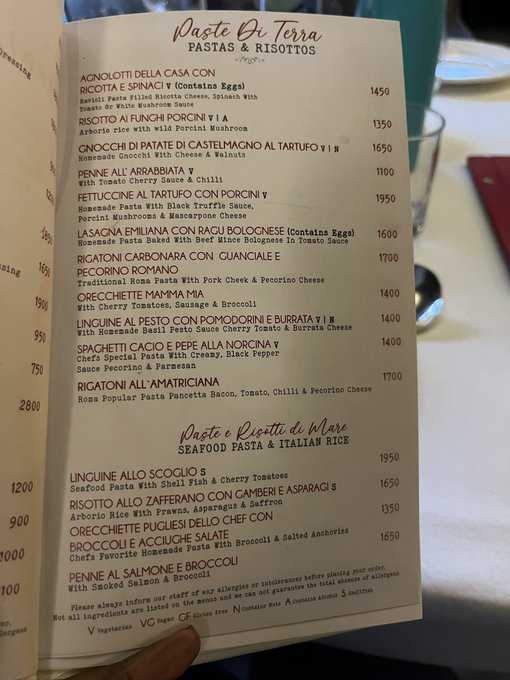 Dressing
1250
1850
1650
1900
950
750
2800
1200
900
1000
1100
Paste Di Terra
PASTAS & RISOTTOS
AGNOLOTTI DELLA CASA CON
RICOTTA E SPINACI V (Contains Eggs) 1450
Ravioli Pasta Filled Ricotta Cheese, Spinach With
Tomato Or White Mushroom Sauce
RISOTTO AI FUNGHI PORCINI V | A 1350
Arborio rice with wild Porcini Mushroom
GNOCCHI DI PATATE DI CASTELMAGNO AL TARTUFO V | N 1650
Homemade Gnocchi With Cheese & Walnuts
PENNE ALL' ARRABBIATA V 1100
With Tomato Cherry Sauce & Chilli
FETTUCCINE AL TARTUFO CON PORCINI V 1950
Homemade Pasta With Black Truffle Sauce,
Porcini Mushrooms & Mascarpone Cheese
LASAGNA EMILIANA CON RAGU BOLOGNESE (Contains Eggs) 1600
Homemade Pasta Baked With Beef Mince Bolognese In Tomato Sauce
RIGATONI CARBONARA CON GUANCIALE E 1700
PECORINO ROMANO
Traditional Roma Pasta With Pork Cheek & Pecorino Cheese
ORECCHIETTE MAMMA MIA 1400
With Cherry Tomatoes, Sausage & Broccoli
LINGUINE AL PESTO CON POMODORINI E BURRATA V | N 1400
With Homemade Basil Pesto Sauce Cherry Tomato & Burrata Cheese
SPAGHETTI CACIO E PEPE ALLA NORCINA V 1400
Chefs Special Pasta With Creamy, Black Pepper
Sauce Pecorino & Parmesan
RIGATONI ALL`AMATRICIANA 1700
Roma Popular Pasta Pancetta Bacon, Tomato, Chilli & Pecorino Cheese
Paste e Risotti di Mare
SEAFOOD PASTA & ITALIAN RICE
LINGUINE ALLO SCOGLIO S 1950
Seafood Pasta With Shell Fish & Cherry Tomatoes
RISOTTO ALLO ZAFFERANO CON GAMBERI E ASPARAGI S 1650
Arborio Rice With Prawns, Asparagus & Saffron
ORECCHIETTE PUGLIESI DELLO CHEF CON 1350
BROCCOLI E ACCIUGHE SALATE
Chefs Favorite Homemade Pasta With Broccoli & Salted Anchovies
PENNE AL SALMONE E BROCCOLI 1650
With Smoked Salmon & Broccoli
Please always inform our staff of any allergies or intolerances before placing your order.
Not all ingredients are listed on the menus and we can not guarantee the total absence of allergens
V Vegetarian VG Vegan GF Gluten Free N Contains Nuts A Contains Alcohol S Shellfish